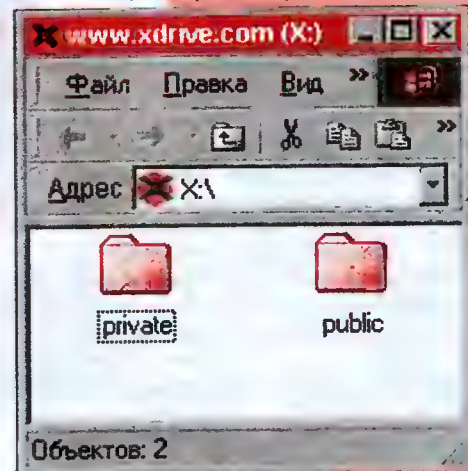 www.xdrive.com (X:)
Файл Правка Вид »
»
Адрес X:\
private public
Объектов: 2